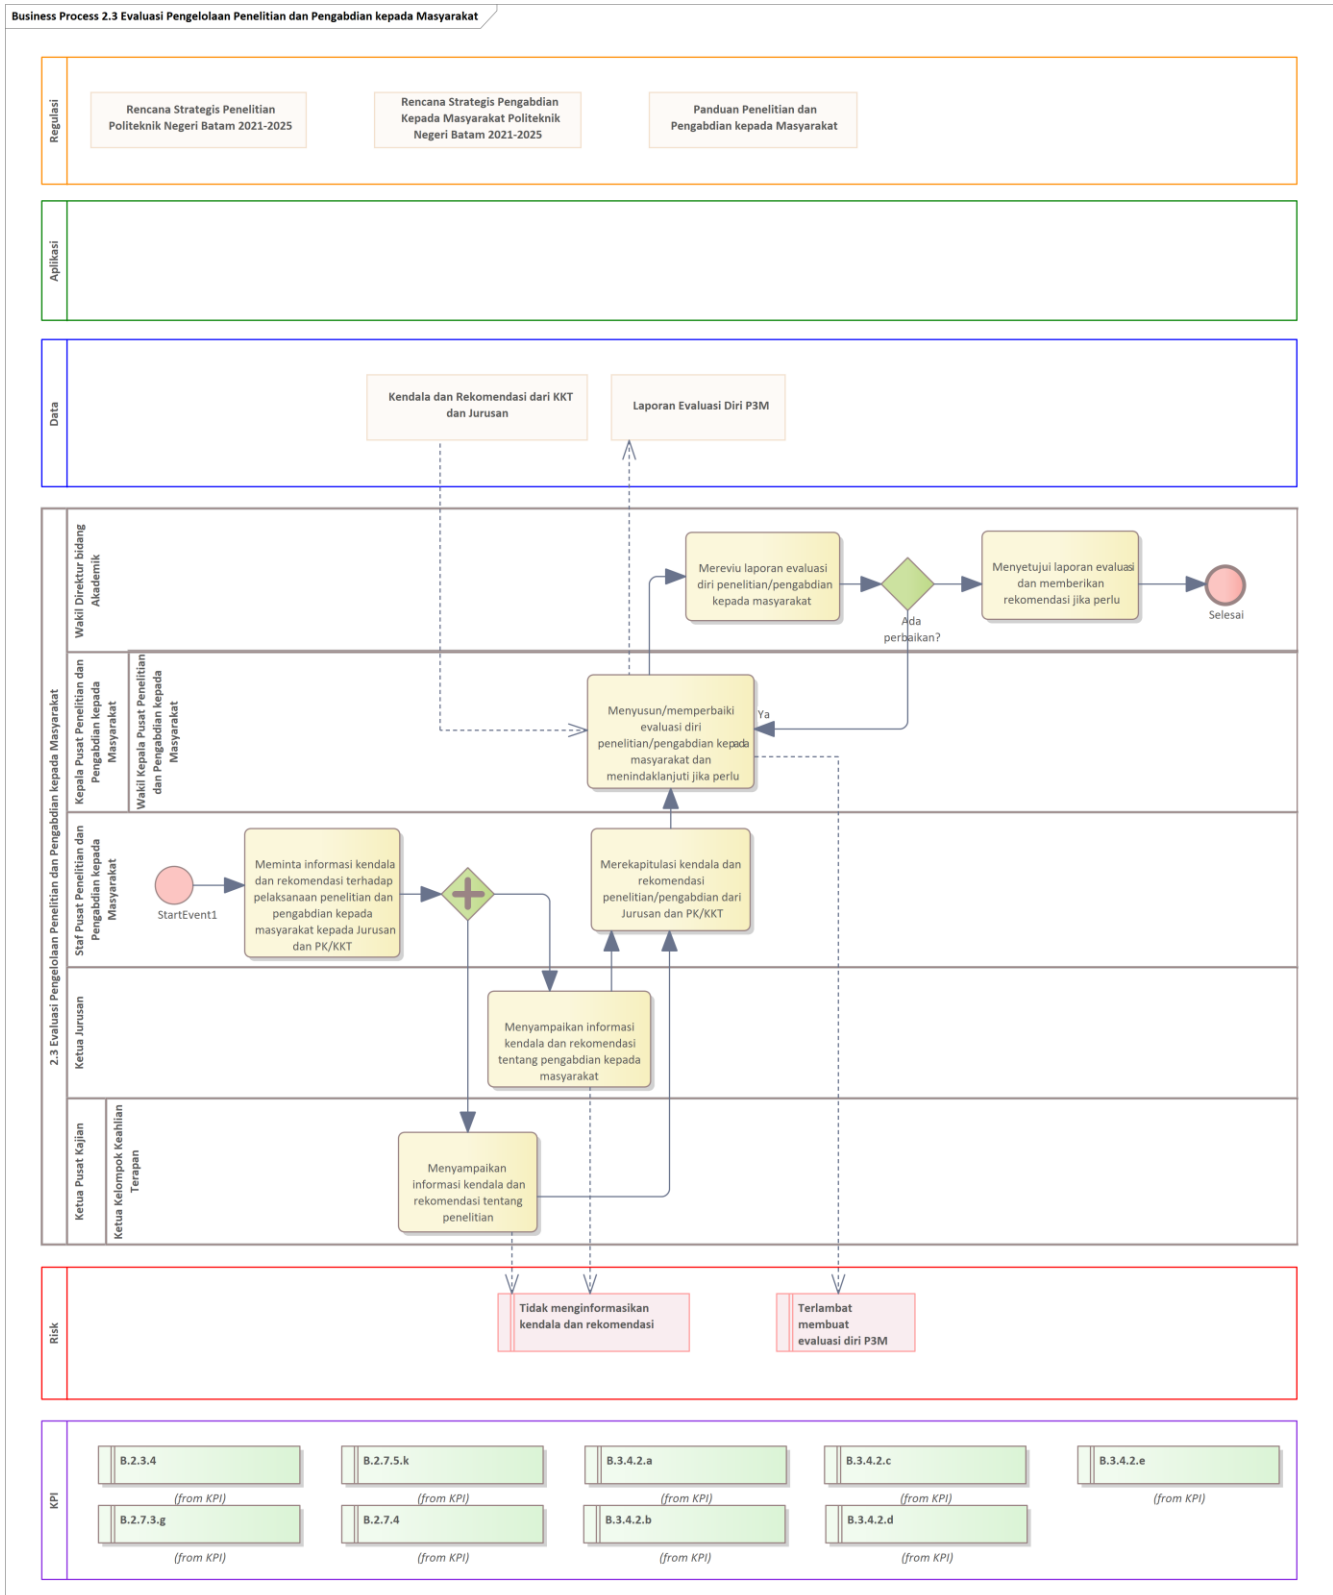 Business Process 2.3 Evaluasi Pengelolaan Penelitian dan Pengabdian kepada Masyarakat
Regulasi
Rencana Strategis Penelitian
Politeknik Negeri Batam 2021-2025
Rencana Strategis Pengabdian
Kepada Masyarakat Politeknik
Negeri Batam 2021-2025
Panduan Penelitian dan
Pengabdian kepada Masyarakat
Aplikasi
Data
Kendala dan Rekomendasi dari KKT
dan Jurusan
Laporan Evaluasi Diri P3M
2.3 Evaluasi Pengelolaan Penelitian dan Pengabdian kepada Masyarakat
Wakil Direktur bidang
Akademik
Mereviu laporan evaluasi
diri penelitian/pengabdian
kepada masyarakat
Ada
perbaikan?
Menyetujui laporan evaluasi
dan memberikan
rekomendasi jika perlu
Selesai
Kepala Pusat Penelitian dan
Pengabdian kepada
Masyarakat
Wakil Kepala Pusat Penelitian
dan Pengabdian kepada
Masyarakat
Menyusun/memperbaiki
evaluasi diri
penelitian/pengabdian kepada
masyarakat dan
menindaklanjuti jika perlu
Ya
Staf Pusat Penelitian dan
Pengabdian kepada
Masyarakat
StartEvent1
Meminta informasi kendala
dan rekomendasi terhadap
pelaksanaan penelitian dan
pengabdian kepada
masyarakat kepada Jurusan
dan PK/KKT
Merekapitulasi kendala dan
rekomendasi
penelitian/pengabdian dari
Jurusan dan PK/KKT
Ketua Jurusan
Menyampaikan informasi
kendala dan rekomendasi
tentang pengabdian kepada
masyarakat
Ketua Pusat Kajian
Ketua Kelompok Keahlian
Terapan
Menyampaikan
informasi kendala dan
rekomendasi tentang
penelitian
Risk
Tidak menginformasikan
kendala dan rekomendasi
Terlambat
membuat
evaluasi diri P3M
KPI
B.2.3.4
(from KPI)
B.2.7.5.k
(from KPI)
B.3.4.2.a
(from KPI)
B.3.4.2.c
(from KPI)
B.3.4.2.e
(from KPI)
B.2.7.3.g
(from KPI)
B.2.7.4
(from KPI)
B.3.4.2.b
(from KPI)
B.3.4.2.d
(from KPI)